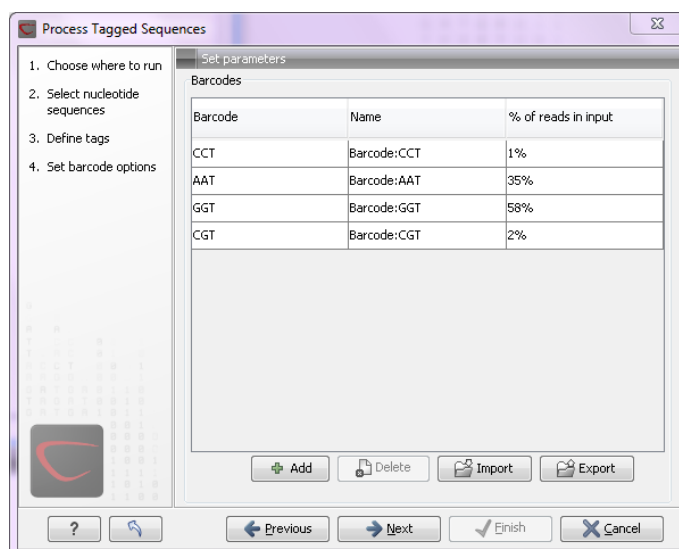 Process Tagged Sequences
1. Choose where to run
2. Select nucleotide
sequences
3. Define tags
4. Set barcode options
Set parameters
Barcodes
Barcode Name % of reads in input
CCT Barcode:CCT 1%
AAT Barcode:AAT 35%
GGT Barcode:GGT 58%
CGT Barcode:CGT 2%
Add Delete Import Export
? Previous Next Finish Cancel